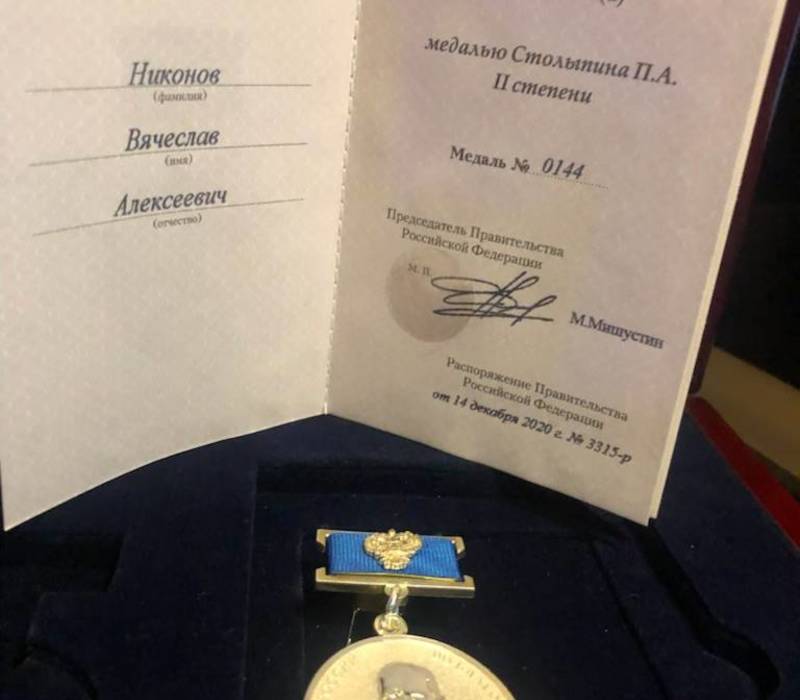 Никонов
(фамилия)
Вячеслав
(имя)
Алексеевич
(отчество)
медалью Столыпина П.А.
II степени
Медаль № 0144
Председатель Правительства
Российской Федерации
М. П.
М.Мишустин
Распоряжение Правительства
Российской Федерации
от 14 декабря 2020 г. № 3315-р